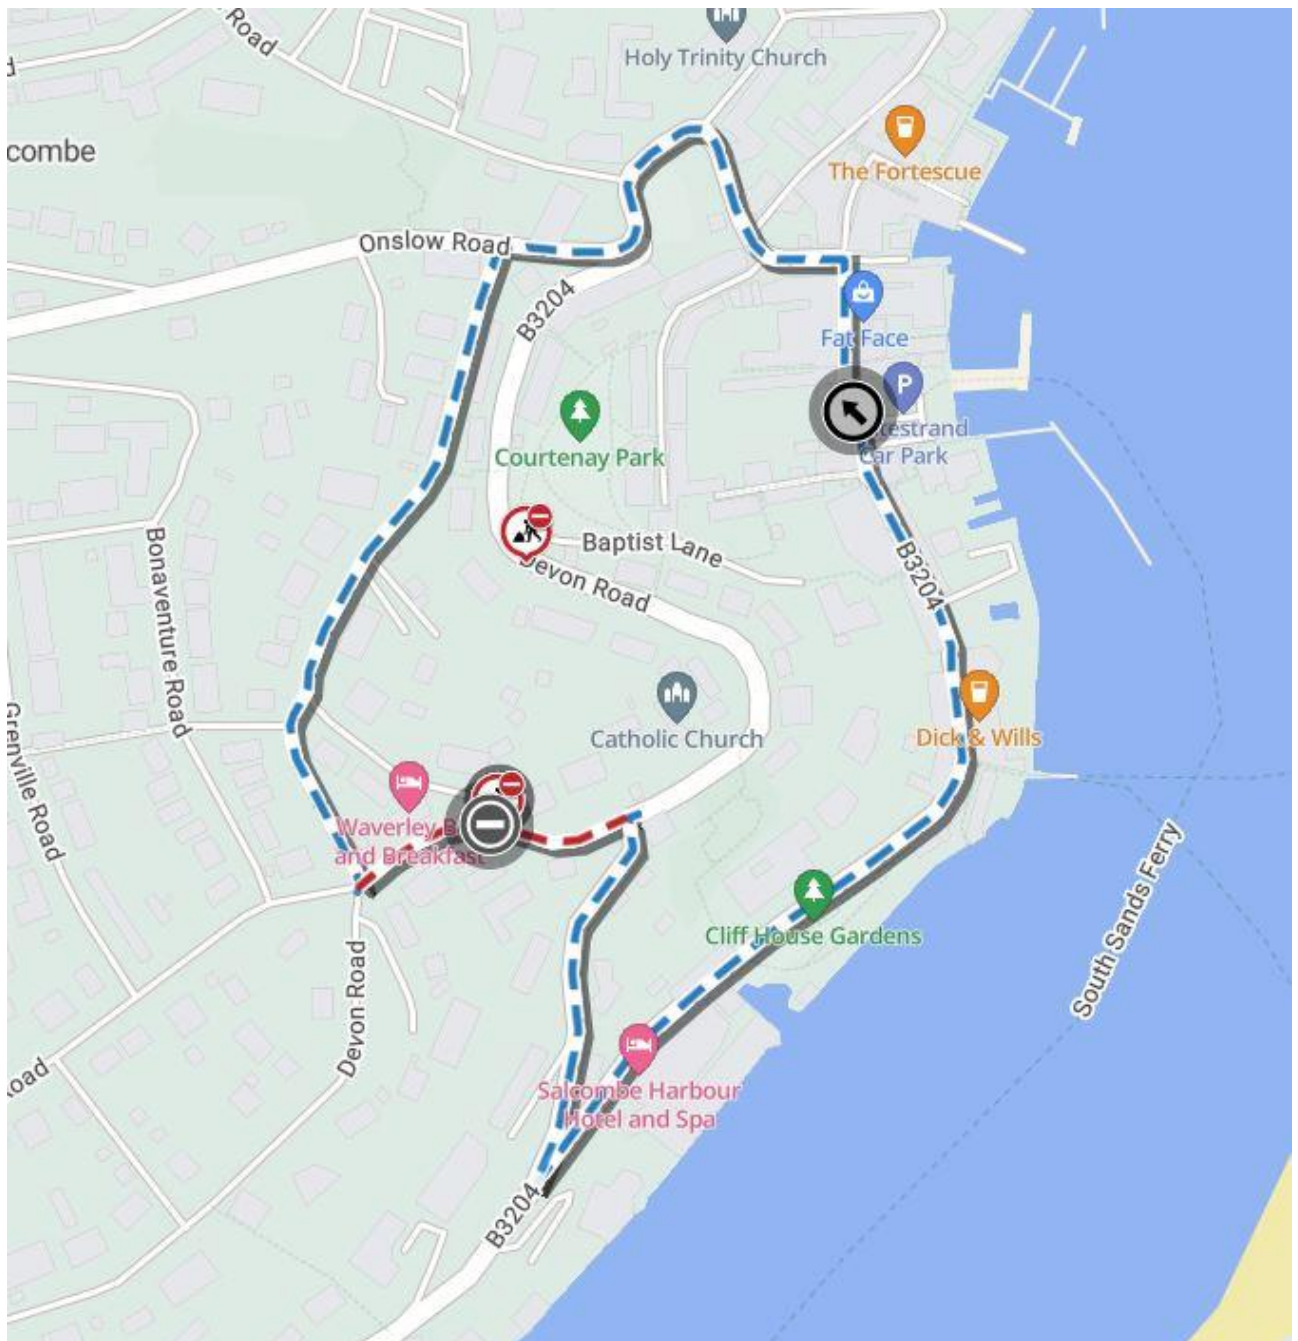 Road
Holy Trinity Church
combe
The Fortescue
Onslow Road
B3204
Fat Face
P
Courtenay Park
Car Park
Baptist Lane
Devon Road
B3204
Bonaventure Road
Catholic Church
Dick & Wills
Grenville Road
Waverley B
and Breakfast
Cliff House Gardens
South Sands Ferry
Devon Road
Road
Salcombe Harbour
Hotel and Spa
B3204